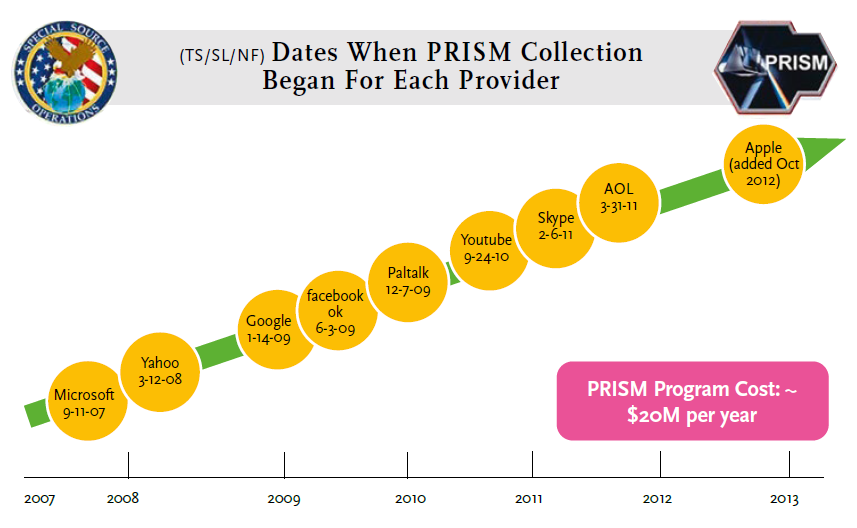 SPECIAL SOURCE
OPERATIONS
(TS/SL/NF) Dates When PRISM Collection
Began For Each Provider
PRISM
Microsoft
9-11-07
Yahoo
3-12-08
Google
1-14-09
facebook
ok
6-3-09
Paltalk
12-7-09
Youtube
9-24-10
Skype
2-6-11
AOL
3-31-11
Apple
(added Oct
2012)
PRISM Program Cost: ~
$20M per year
2007 2008 2009 2010 2011 2012 2013